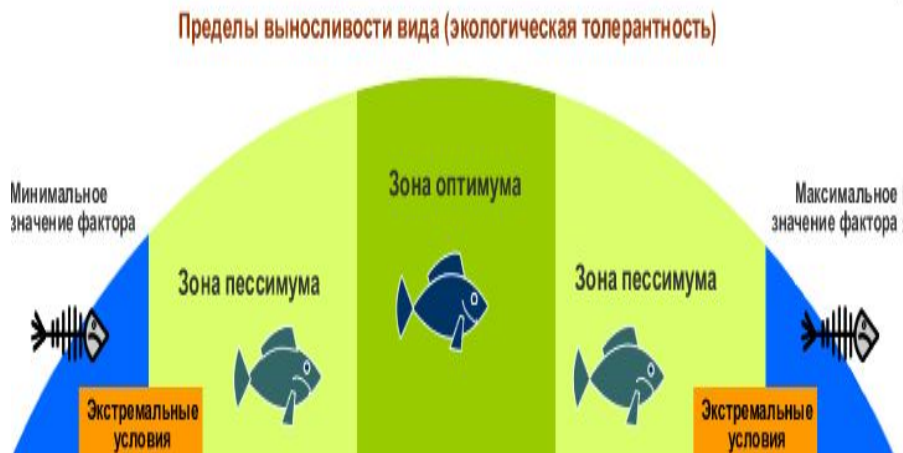 Пределы выносливости вида (экологическая толерантность)
Зона оптимума
Минимальное
значение фактора
Максимальное
значение фактора
Зона пессимума
Зона пессимума
Экстремальные
условия
Экстремальные
условия